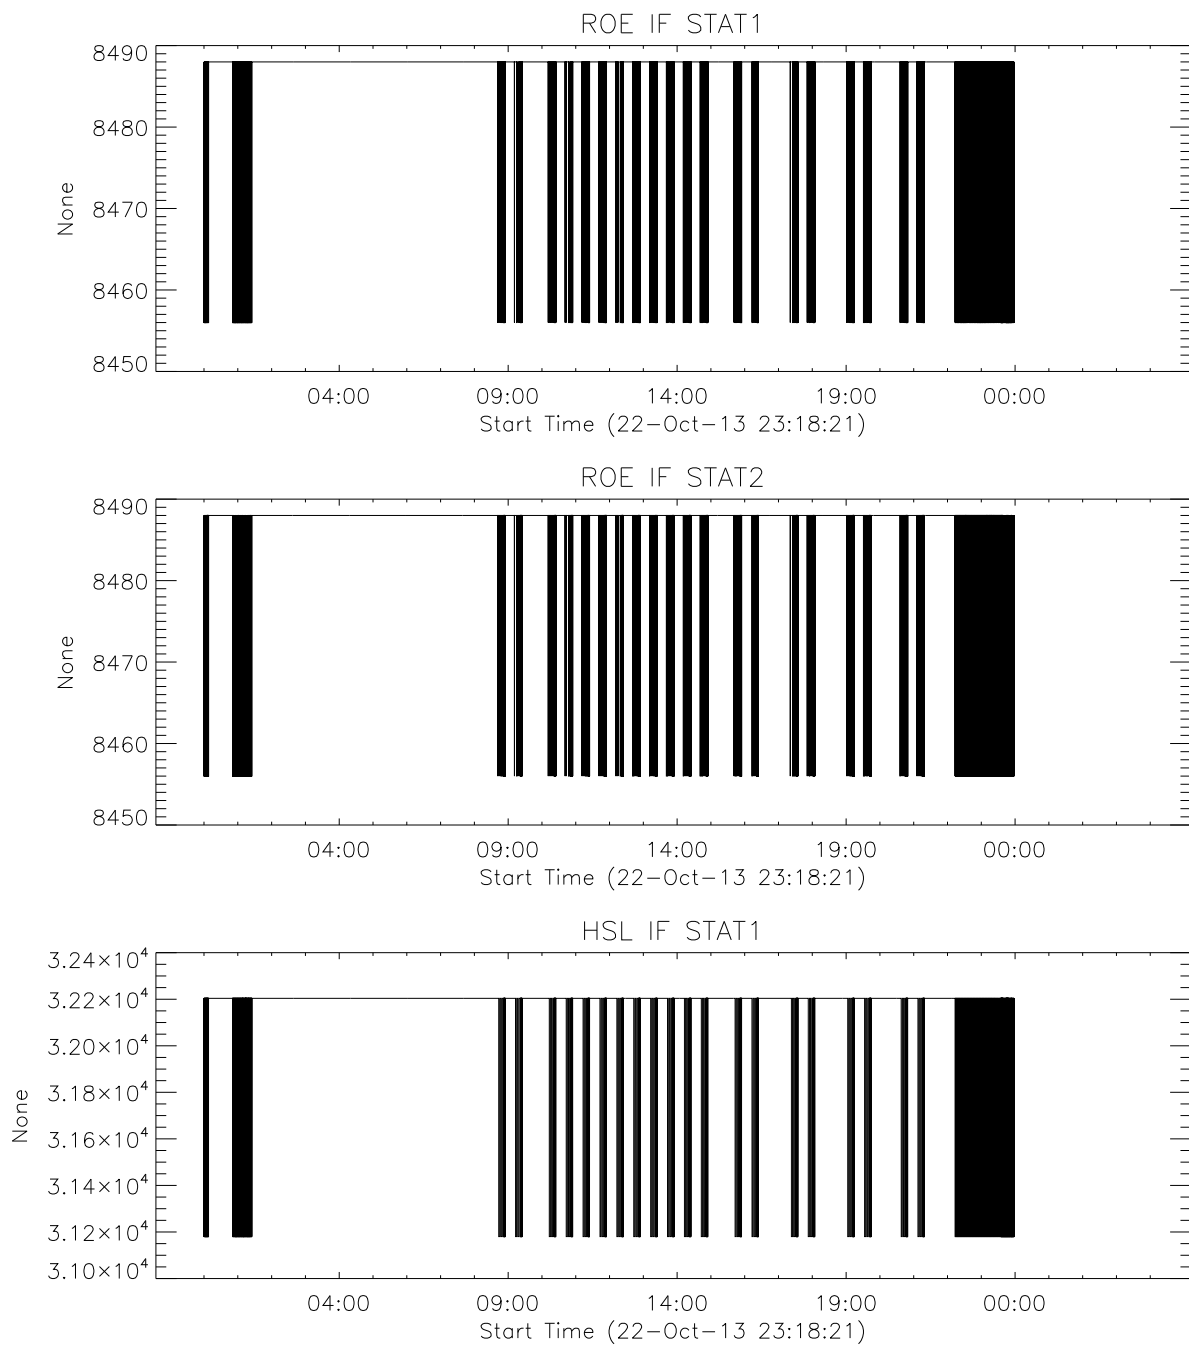 ROE IF STAT1
8490
8480
8470
8460
8450
None
04:00 09:00 14:00 19:00 00:00
Start Time (22-Oct-13 23:18:21)
ROE IF STAT2
8490
8480
8470
8460
8450
None
04:00 09:00 14:00 19:00 00:00
Start Time (22-Oct-13 23:18:21)
HSL IF STAT1
3.24×10⁴
3.22×10⁴
3.20×10⁴
3.18×10⁴
3.16×10⁴
3.14×10⁴
3.12×10⁴
3.10×10⁴
None
04:00 09:00 14:00 19:00 00:00
Start Time (22-Oct-13 23:18:21)